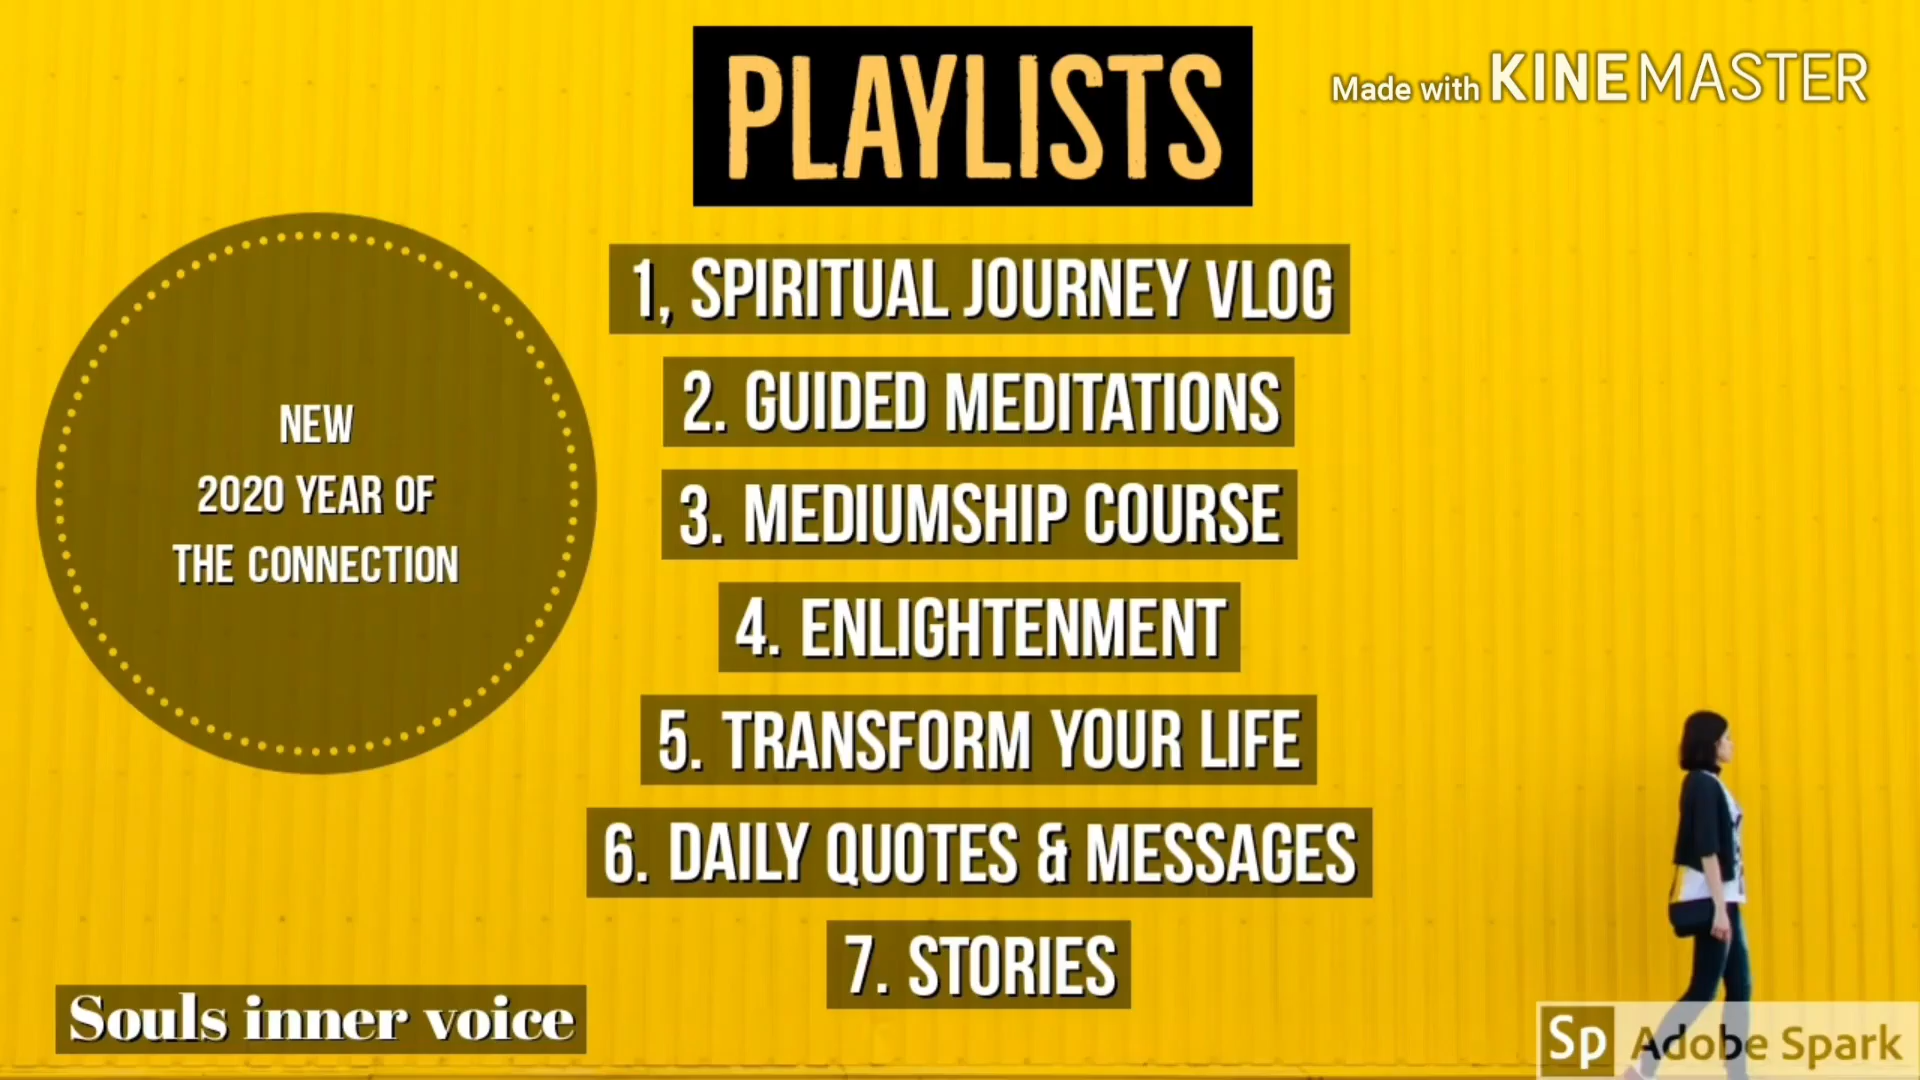 PLAYLISTS
Made with KINEMASTER
1, SPIRITUAL JOURNEY VLOG
2. GUIDED MEDITATIONS
3. MEDIUMSHIP COURSE
4. ENLIGHTENMENT
5. TRANSFORM YOUR LIFE
6. DAILY QUOTES & MESSAGES
7. STORIES
NEW
2020 YEAR OF
THE CONNECTION
Souls inner voice
Sp Adobe Spark